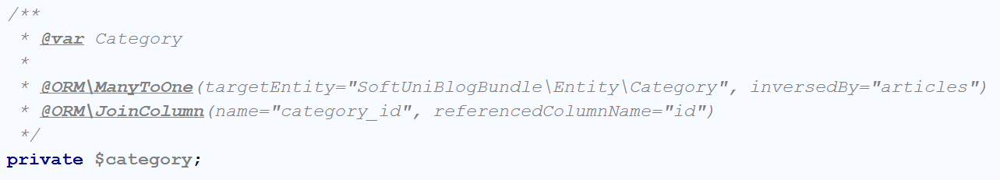 /**
 * @var Category
 *
 * @ORM\ManyToOne(targetEntity="SoftUniBlogBundle\Entity\Category", inversedBy="articles")
 * @ORM\JoinColumn(name="category_id", referencedColumnName="id")
 */
private $category;